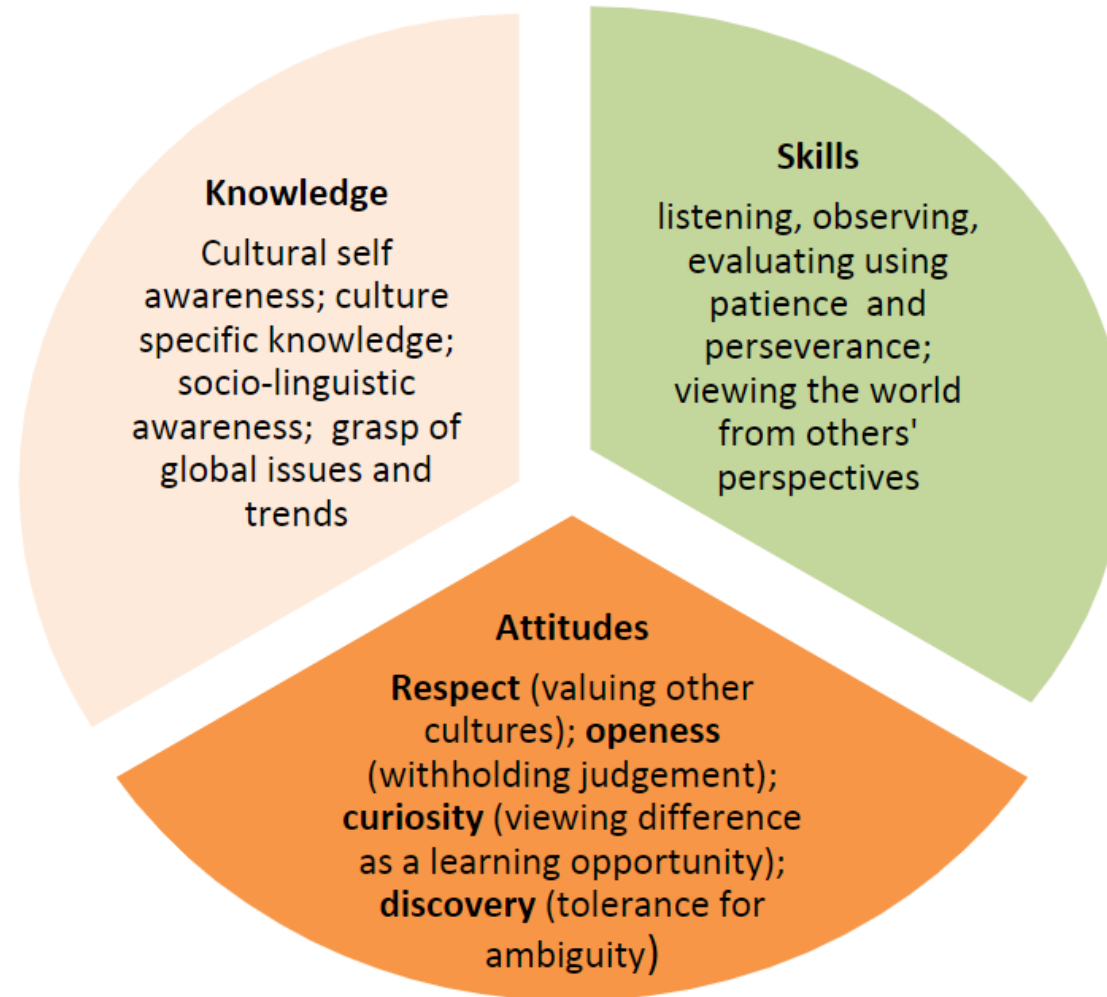 Knowledge
Cultural self
awareness; culture
specific knowledge;
socio-linguistic
awareness;  grasp of
global issues and
trends
Skills
listening, observing,
evaluating using
patience  and
perseverance;
viewing the world
from others'
perspectives
Attitudes
Respect (valuing other
cultures); openess
(withholding judgement);
curiosity (viewing difference
as a learning opportunity);
discovery (tolerance for
ambiguity)